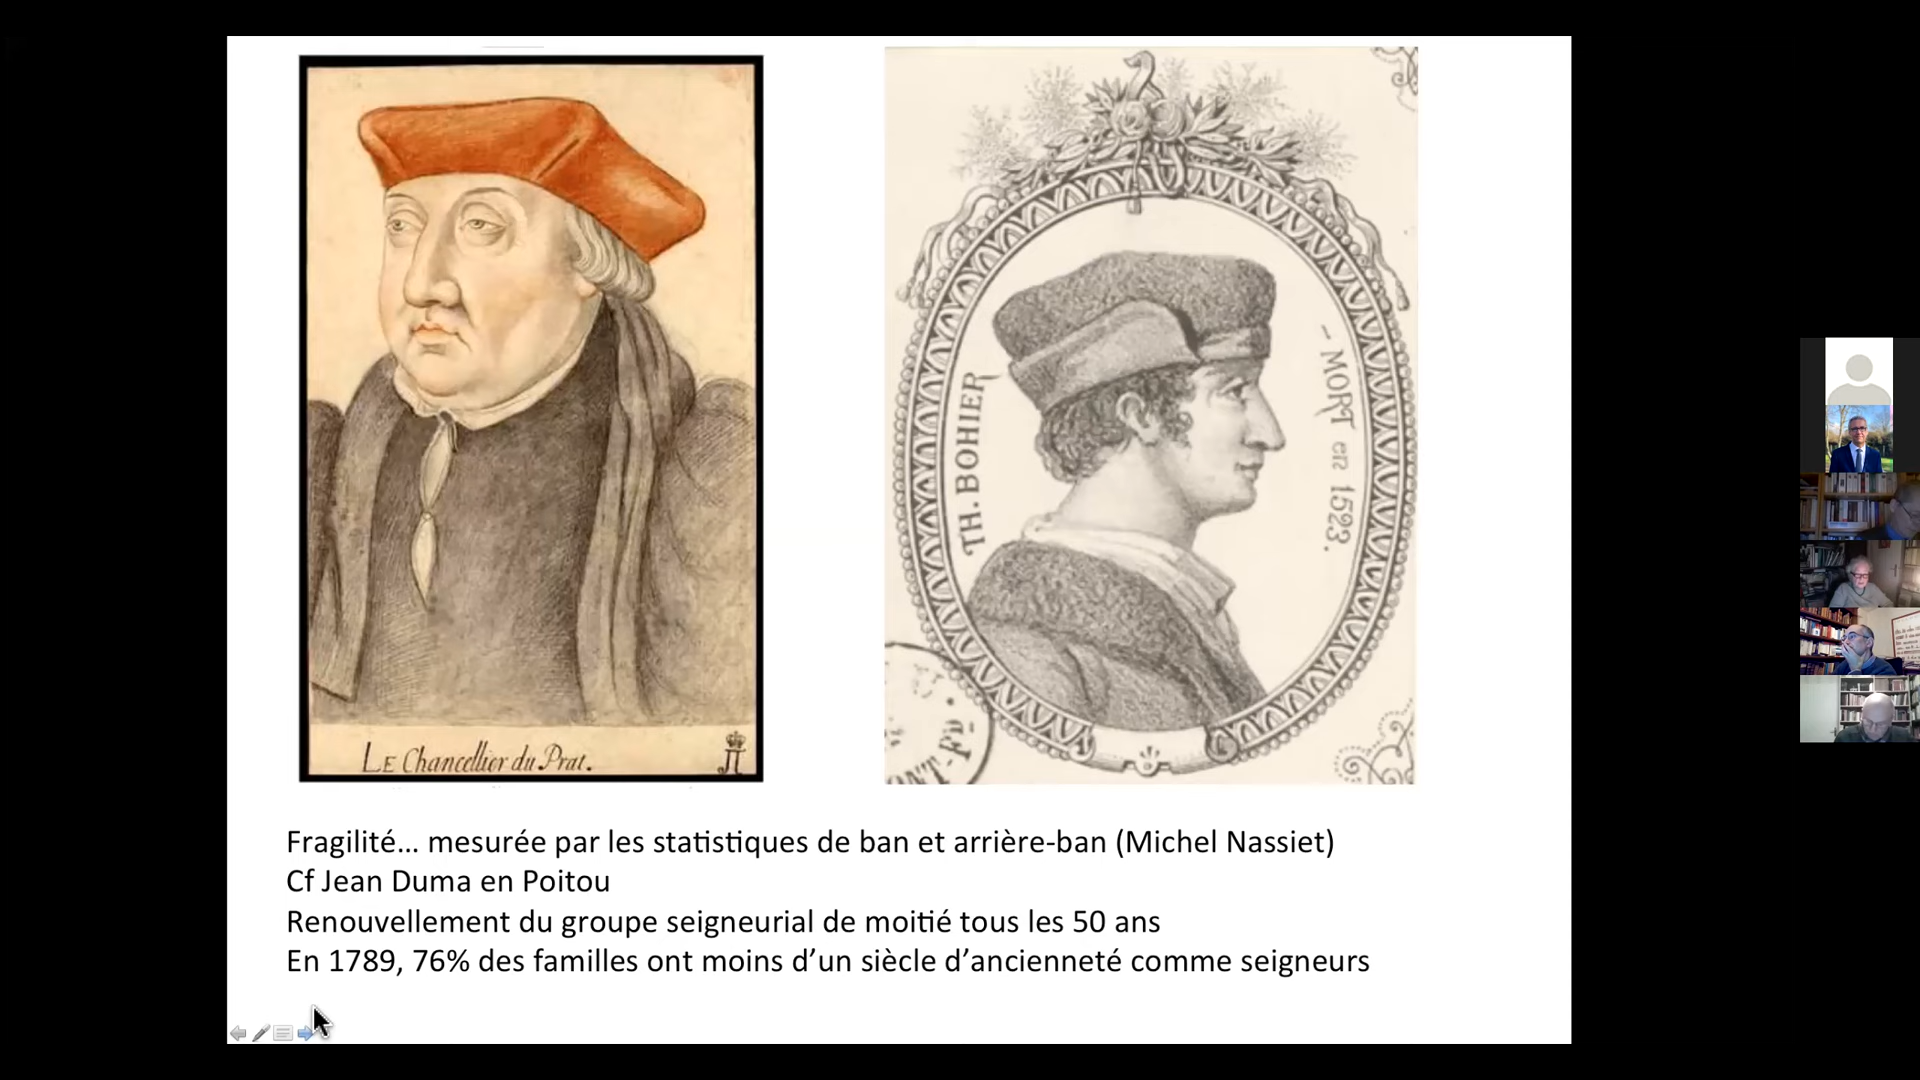 LE Chancellier du Prat.
TH. BOHIER
- MORT en 1523.
ONT-FD
Fragilité... mesurée par les statistiques de ban et arrière-ban (Michel Nassiet)
Cf Jean Duma en Poitou
Renouvellement du groupe seigneurial de moitié tous les 50 ans
En 1789, 76% des familles ont moins d’un siècle d’ancienneté comme seigneurs